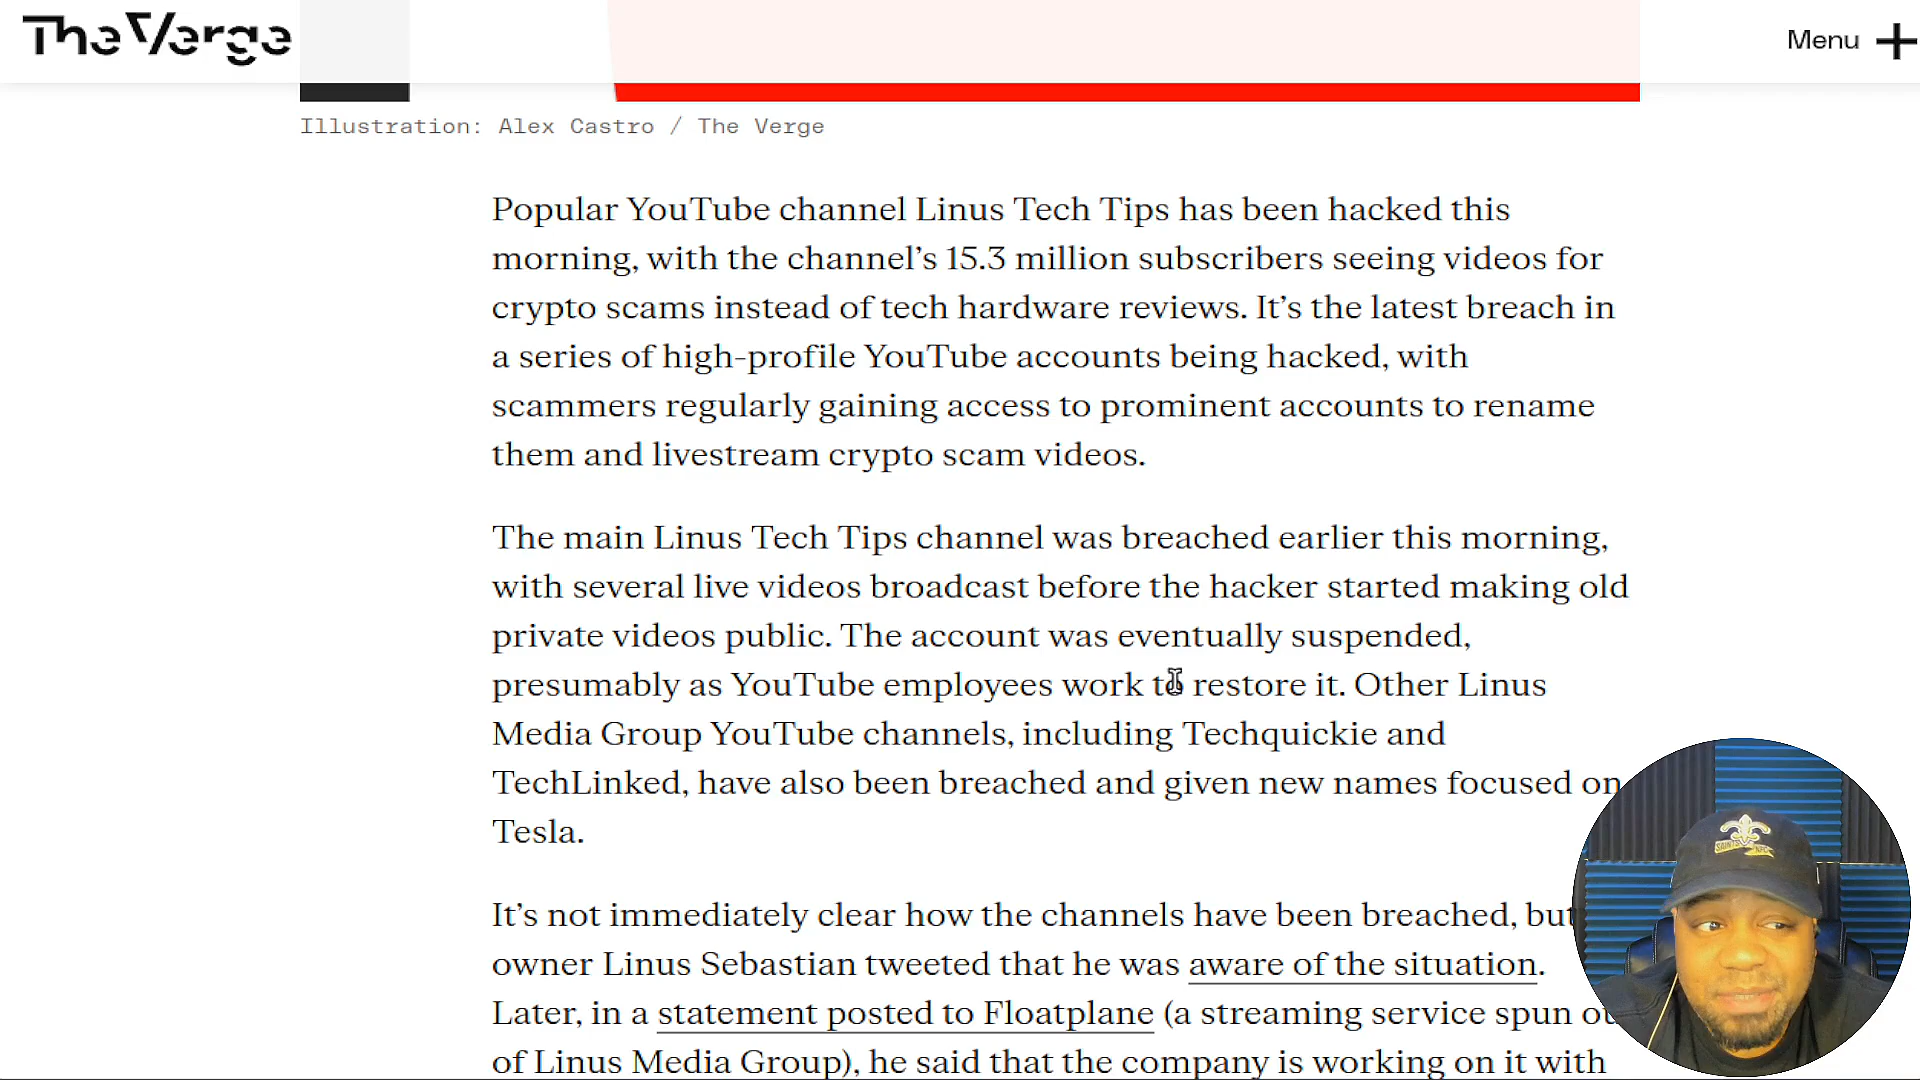 The Verge
Menu
Illustration: Alex Castro / The Verge
Popular YouTube channel Linus Tech Tips has been hacked this
morning, with the channel’s 15.3 million subscribers seeing videos for
crypto scams instead of tech hardware reviews. It’s the latest breach in
a series of high-profile YouTube accounts being hacked, with
scammers regularly gaining access to prominent accounts to rename
them and livestream crypto scam videos.
The main Linus Tech Tips channel was breached earlier this morning,
with several live videos broadcast before the hacker started making old
private videos public. The account was eventually suspended,
presumably as YouTube employees work to restore it. Other Linus
Media Group YouTube channels, including Techquickie and
TechLinked, have also been breached and given new names focused on
Tesla.
It’s not immediately clear how the channels have been breached, but
owner Linus Sebastian tweeted that he was aware of the situation.
Later, in a statement posted to Floatplane (a streaming service spun
of Linus Media Group), he said that the company is working on it with
SAINTS NFL